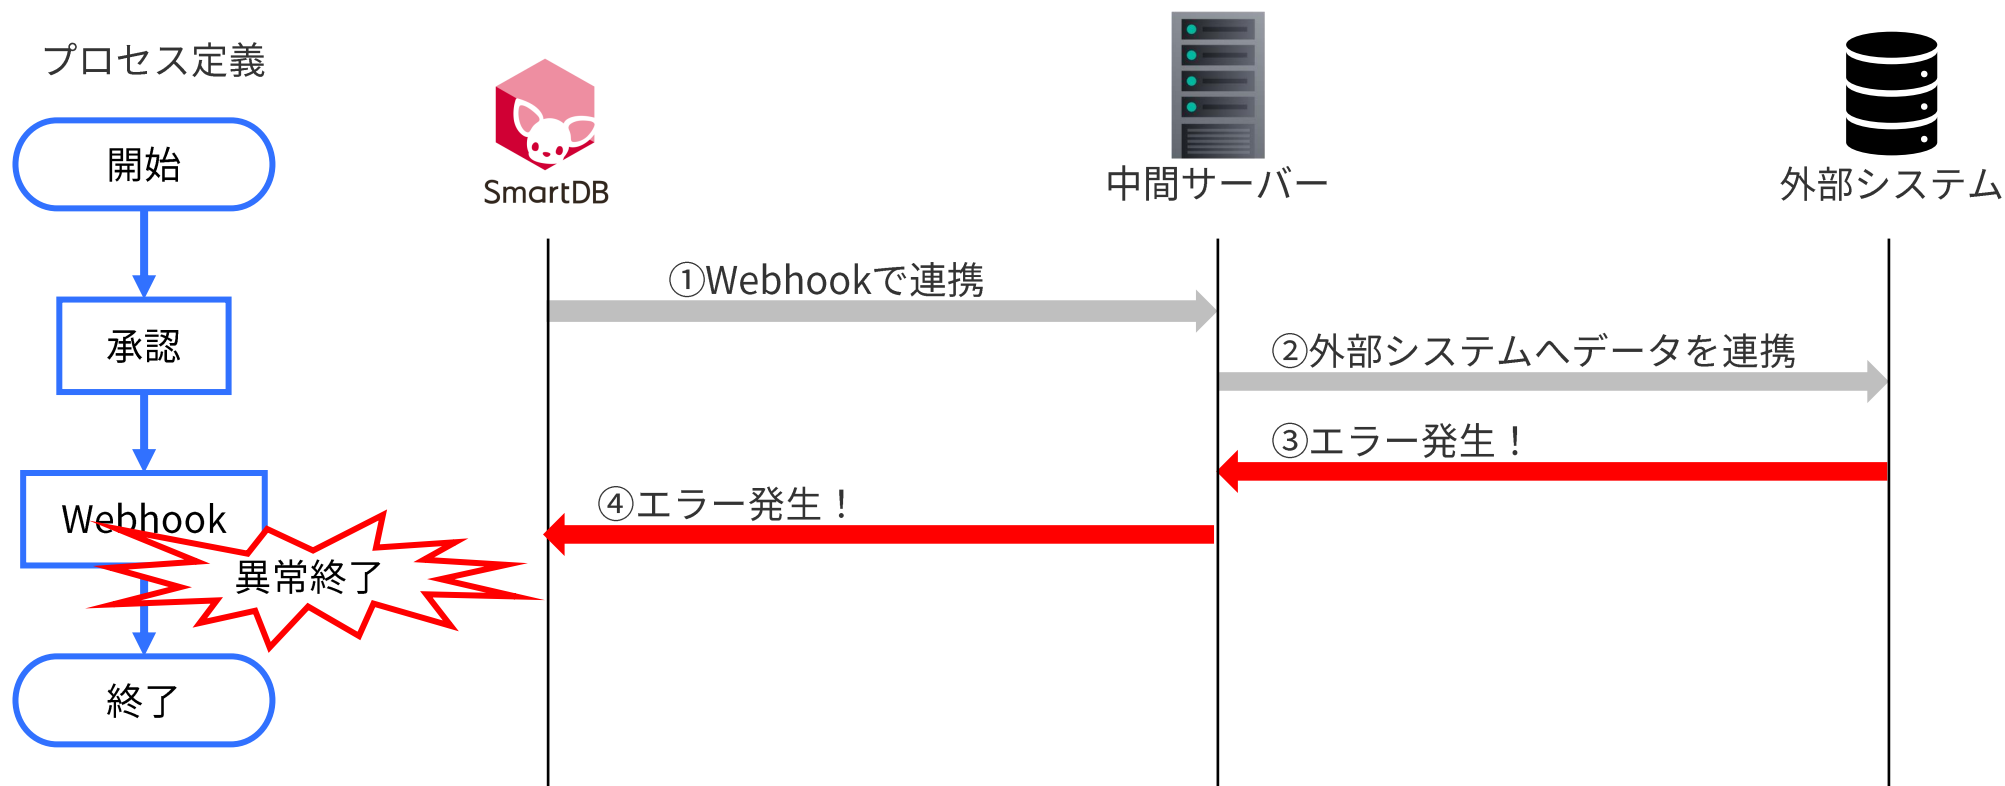 プロセス定義
開始
承認
Webhook
異常終了
終了
SmartDB
中間サーバー
外部システム
①Webhookで連携
②外部システムへデータを連携
③エラー発生！
④エラー発生！